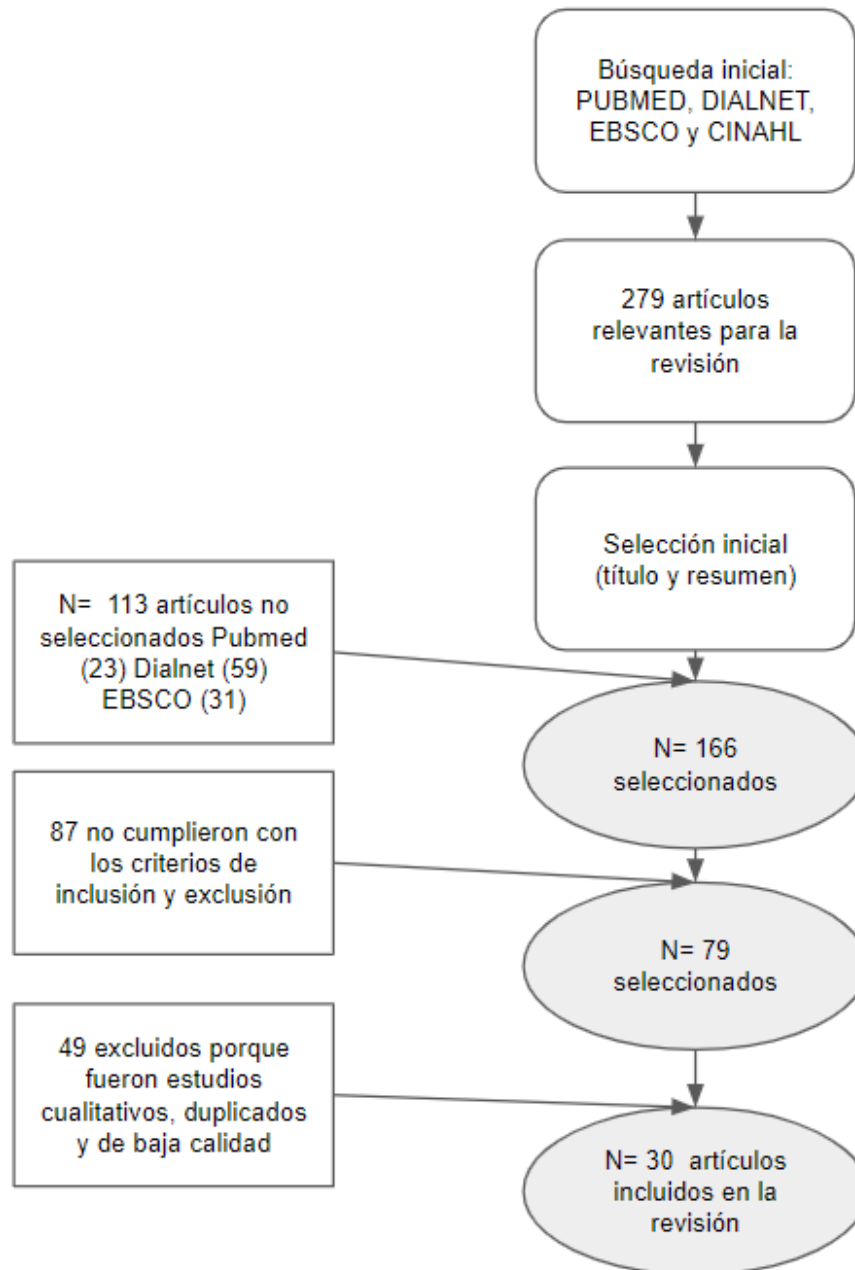 Búsqueda inicial:
PUBMED, DIALNET,
EBSCO y CINAHL
279 artículos
relevantes para la
revisión
Selección inicial
(título y resumen)
N=  113 artículos no
seleccionados Pubmed
(23) Dialnet (59)
EBSCO (31)
N= 166
seleccionados
87 no cumplieron con
los criterios de
inclusión y exclusión
N= 79
seleccionados
49 excluidos porque
fueron estudios
cualitativos, duplicados
y de baja calidad
N= 30  artículos
incluidos en la
revisión